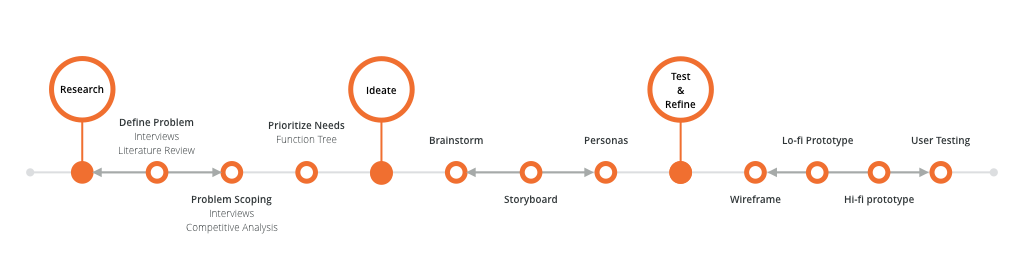 Research
Define Problem
Interviews
Literature Review
Problem Scoping
Interviews
Competitive Analysis
Prioritize Needs
Function Tree
Ideate
Brainstorm
Storyboard
Personas
Test
&
Refine
Wireframe
Lo-fi Prototype
Hi-fi prototype
User Testing